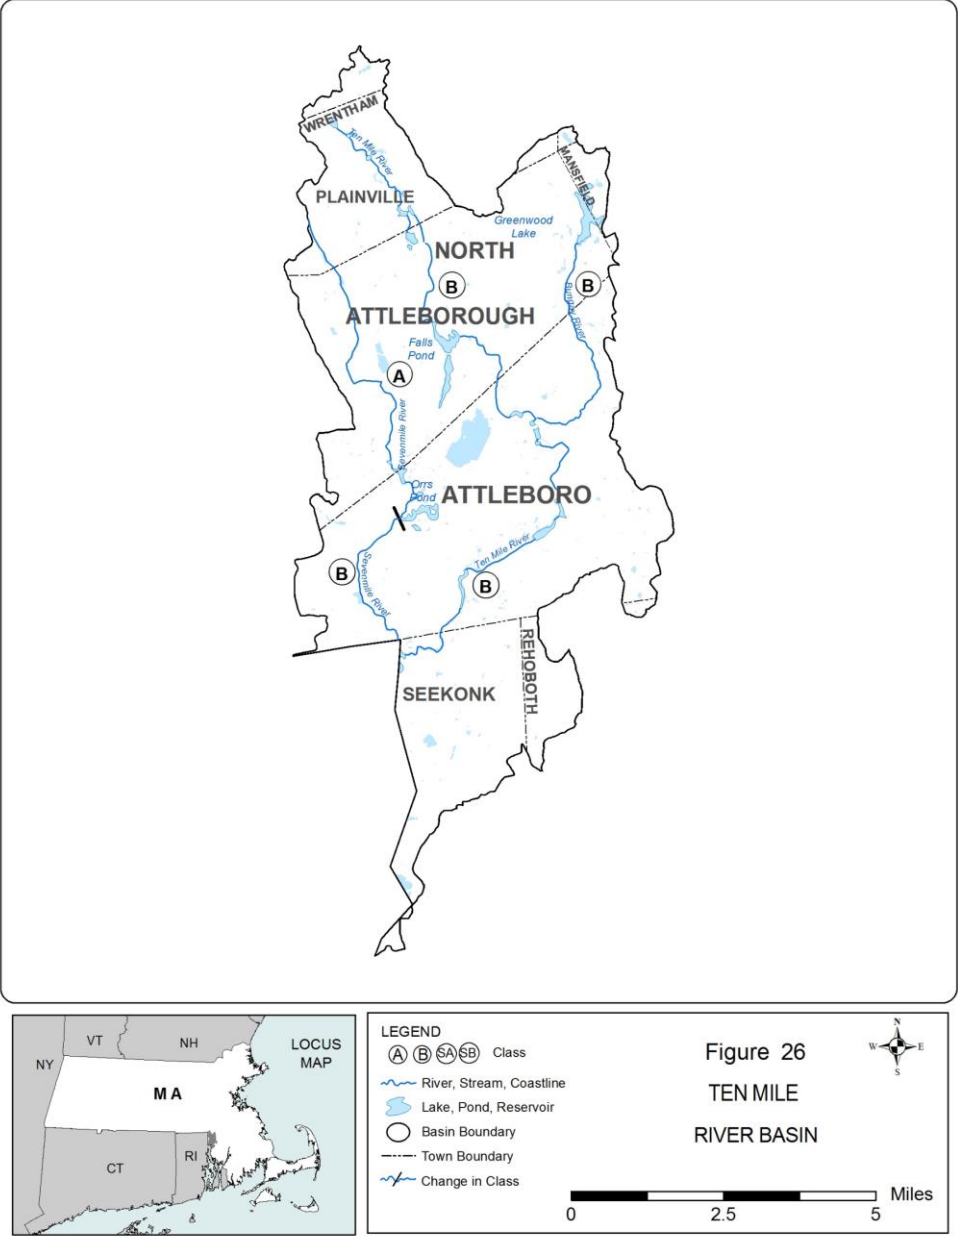 WRENTHAM
Ten Mile River
MANSFIELD
PLAINVILLE
Greenwood
Lake
NORTH
B
B
Bungay River
ATTLEBOROUGH
Falls
Pond
A
Sevenmile River
Orrs
Pond
ATTLEBORO
Ten Mile River
B
Sevenmile River
B
REHOBOTH
SEEKONK
VT
NH
NY
LOCUS
MAP
MA
CT
RI
LEGEND
A B SA SB Class
River, Stream, Coastline
Lake, Pond, Reservoir
Basin Boundary
Town Boundary
Change in Class
Figure 26
TEN MILE
RIVER BASIN
N
W E
S
Miles
0 2.5 5